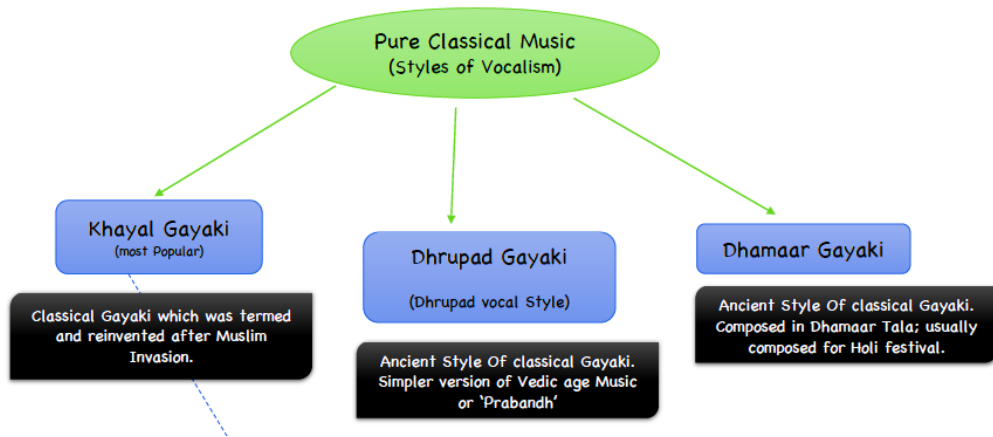 Pure Classical Music
(Styles of Vocalism)
Khayal Gayaki
(most Popular)
Classical Gayaki which was termed
and reinvented after Muslim
Invasion.
Dhrupad Gayaki
(Dhrupad vocal Style)
Ancient Style Of classical Gayaki.
Simpler version of Vedic age Music
or ‘Prabandh’
Dhamaar Gayaki
Ancient Style Of classical Gayaki.
Composed in Dhamaar Tala; usually
composed for Holi festival.